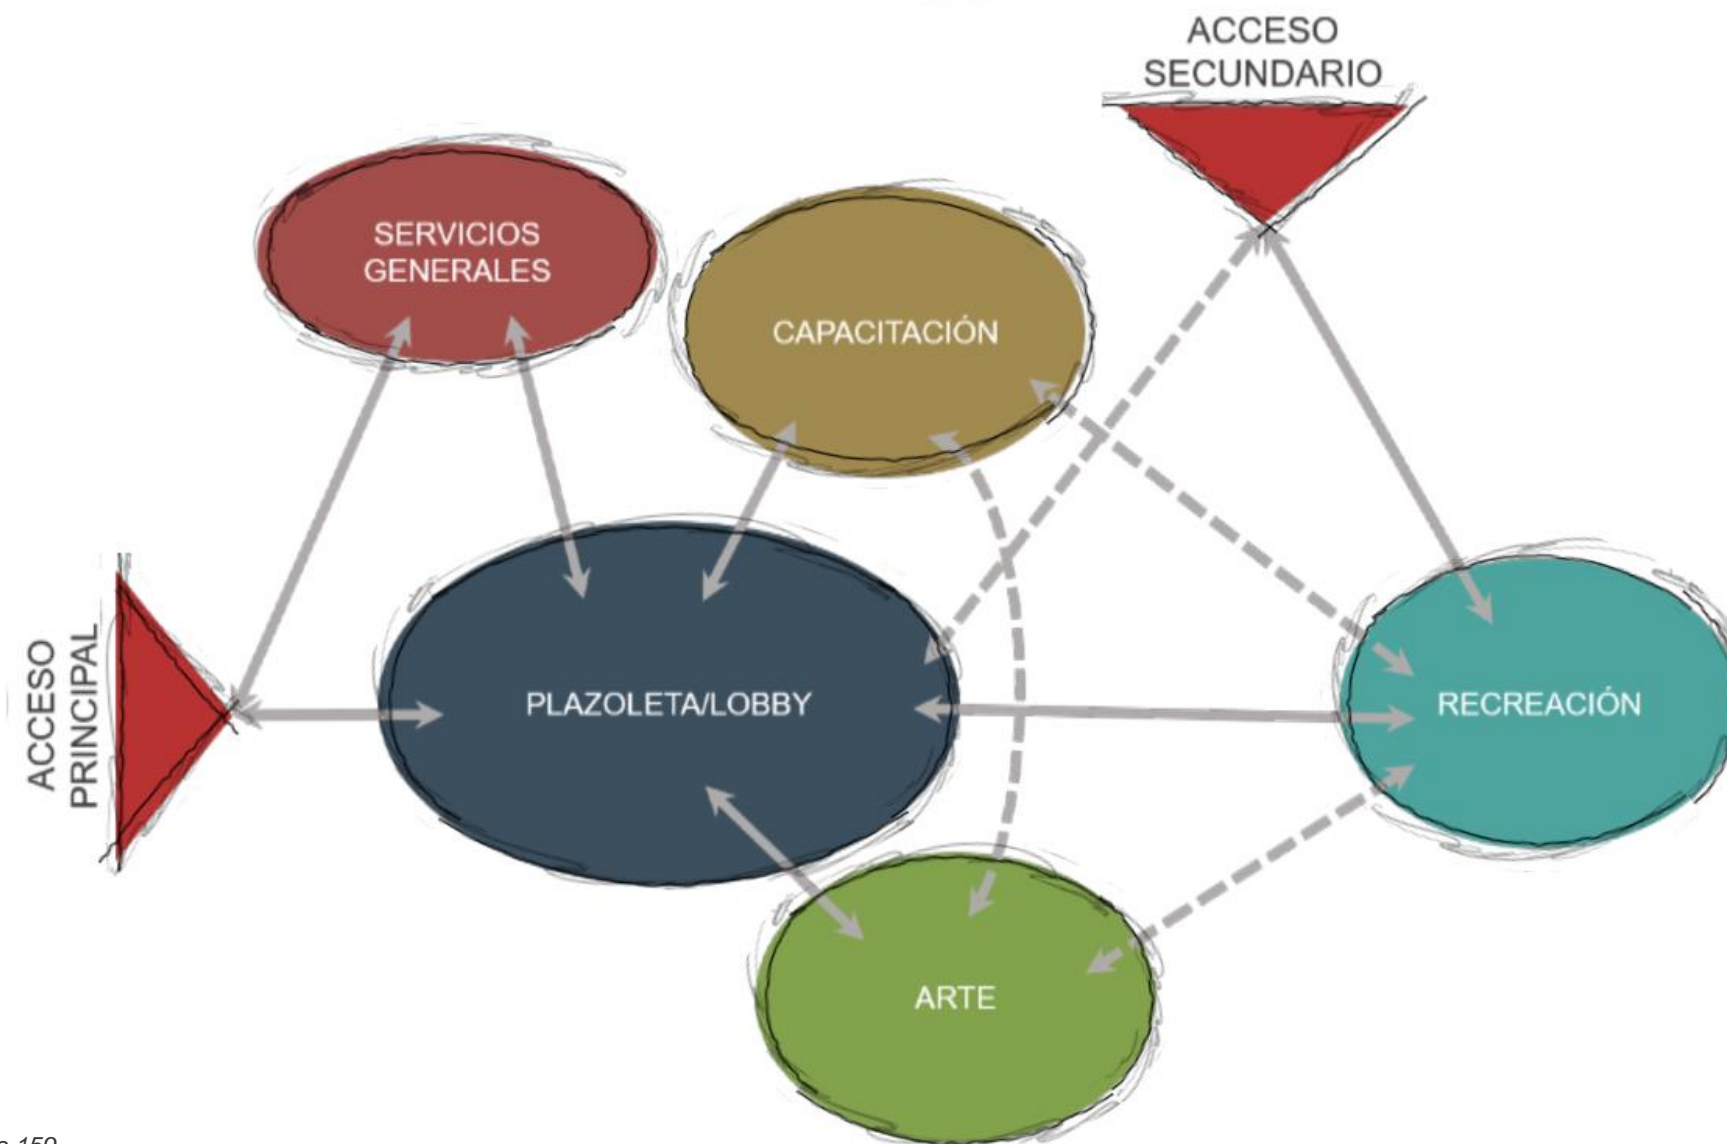 ACCESO
SECUNDARIO
SERVICIOS
GENERALES
CAPACITACIÓN
ACCESO
PRINCIPAL
PLAZOLETA/LOBBY
RECREACIÓN
ARTE